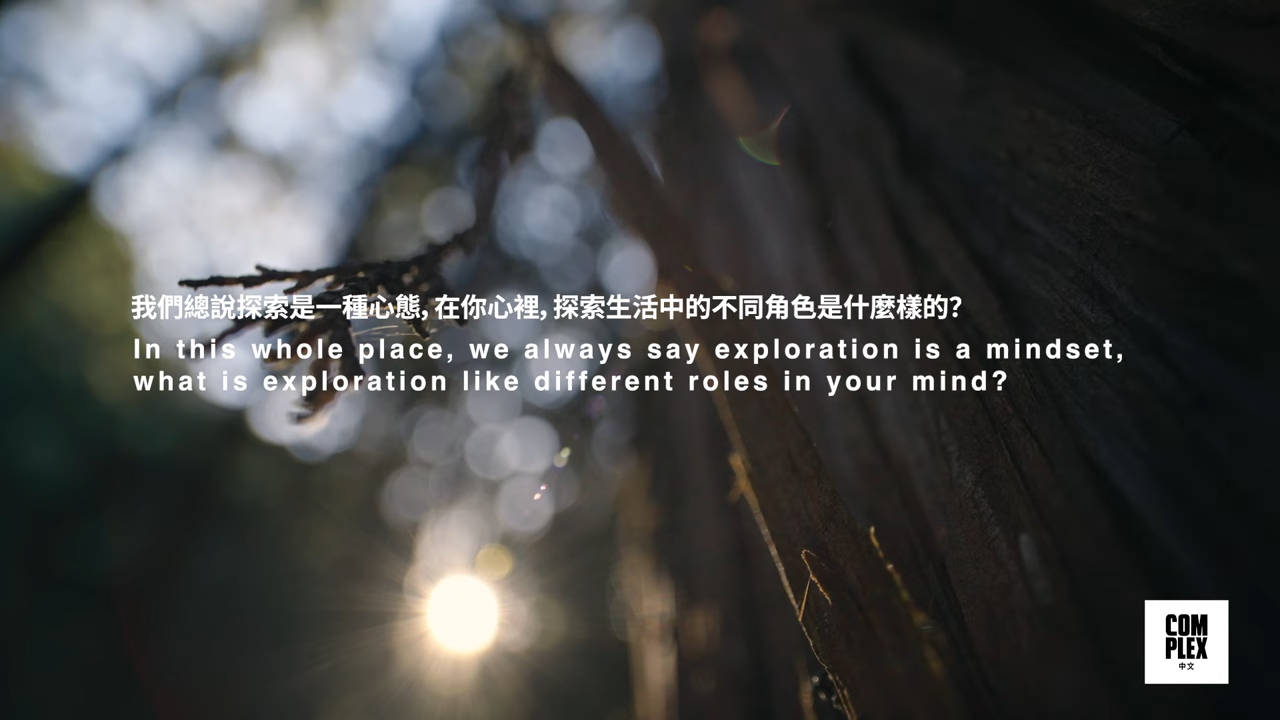 我們總說探索是一種心態, 在你心裡, 探索生活中的不同角色是什麼樣的?
In this whole place, we always say exploration is a mindset,
what is exploration like different roles in your mind?
COM
PLEX
中文